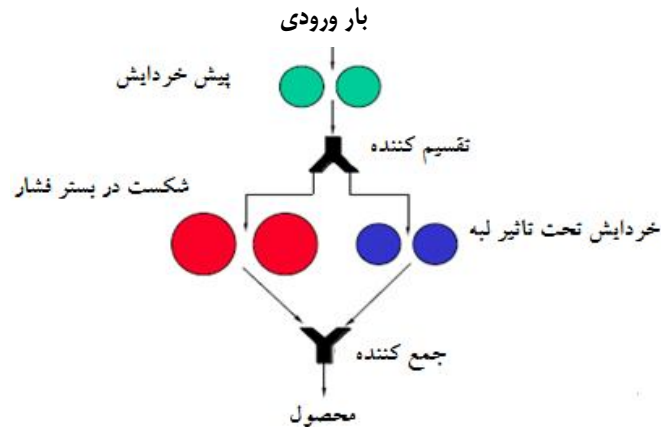 بار ورودی
پیش خردایش
تقسیم کننده
شکست در بستر فشار
خردایش تحت تاثیر لبه
جمع کننده
محصول